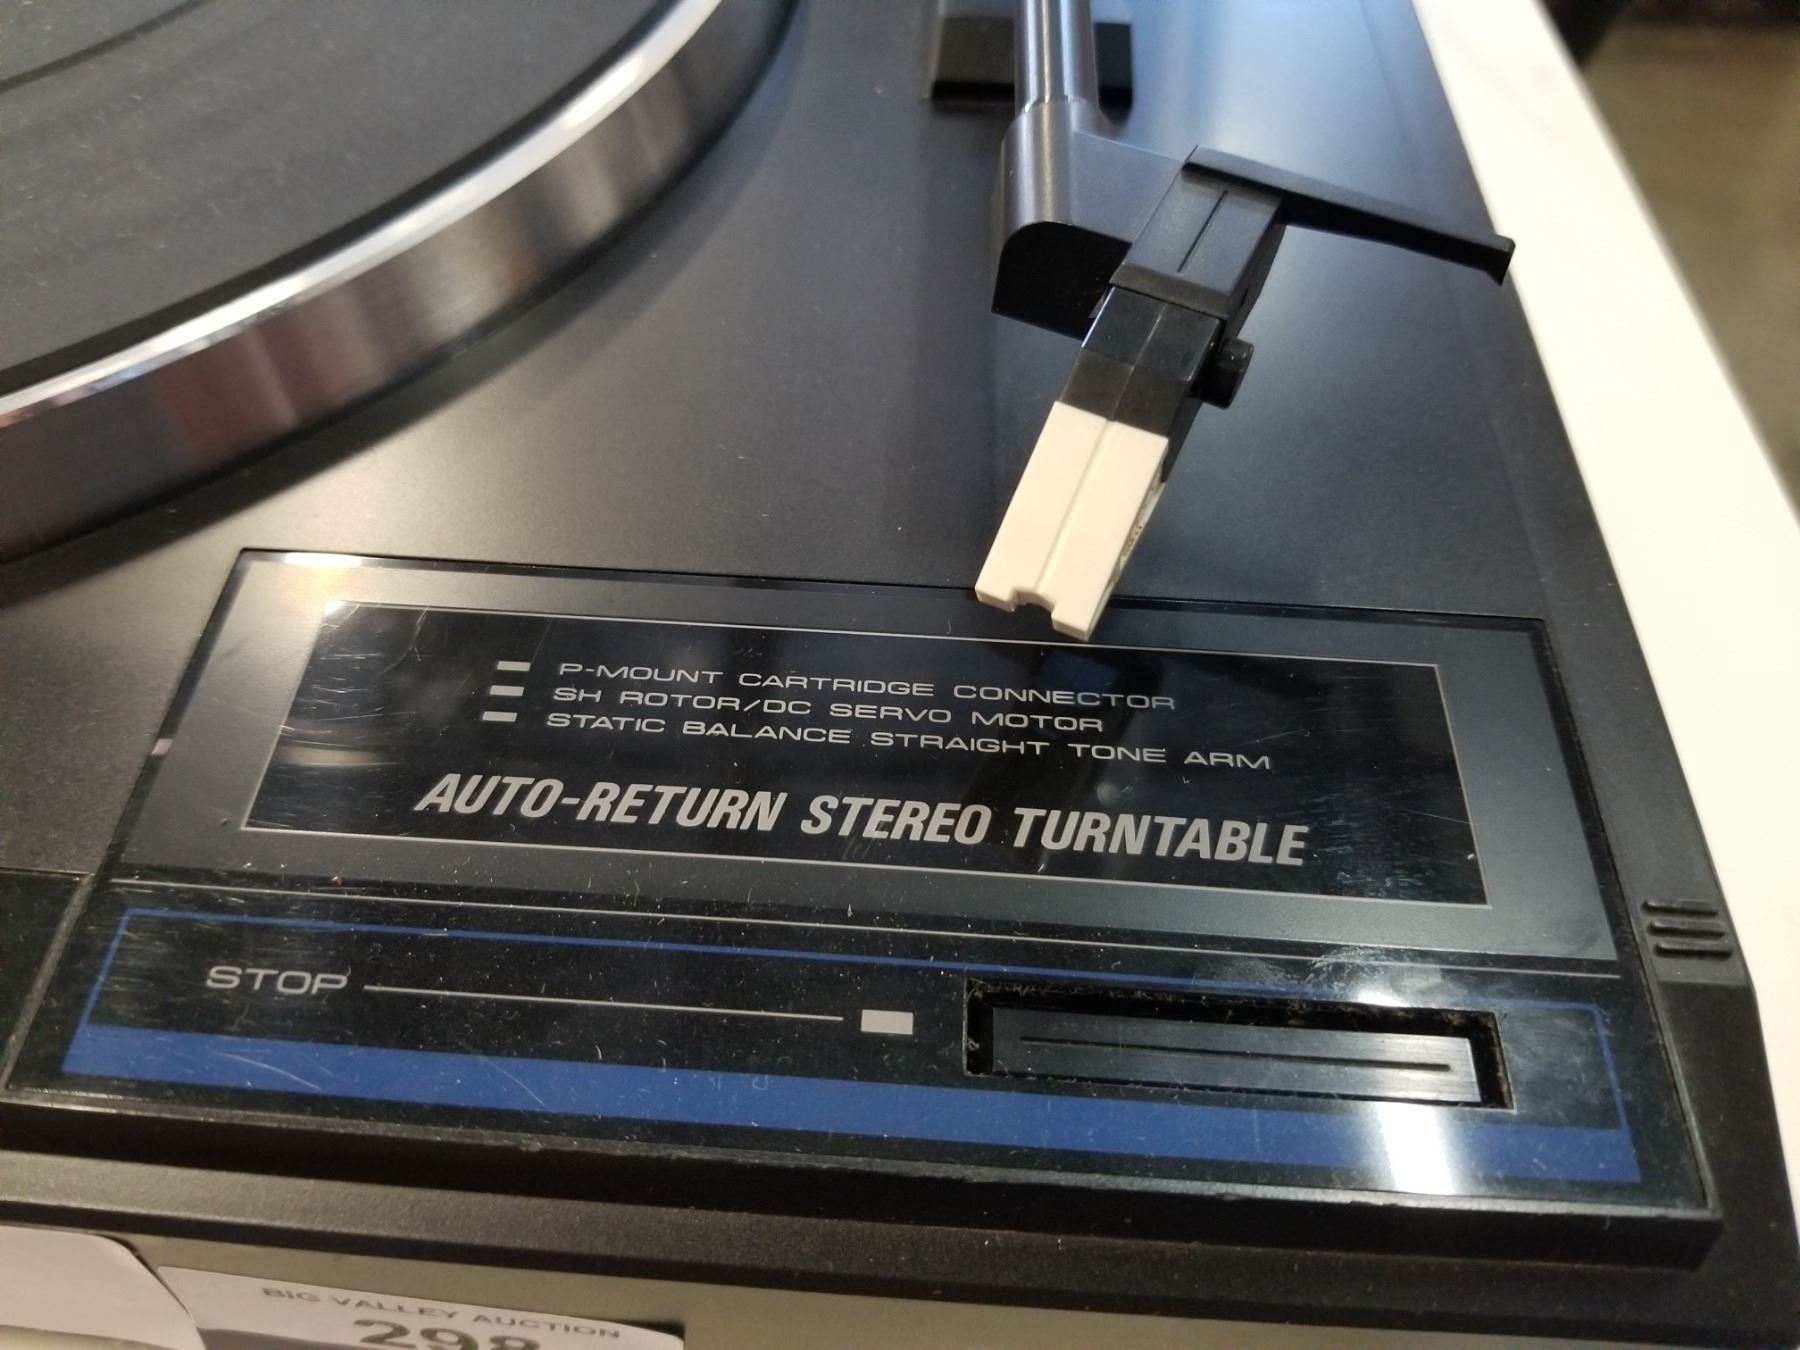 P-MOUNT CARTRIDGE CONNECTOR
SH ROTOR/DC SERVO MOTOR
STATIC BALANCE STRAIGHT TONE ARM
AUTO-RETURN STEREO TURNTABLE
STOP
BIG VALLEY AUCTION
298